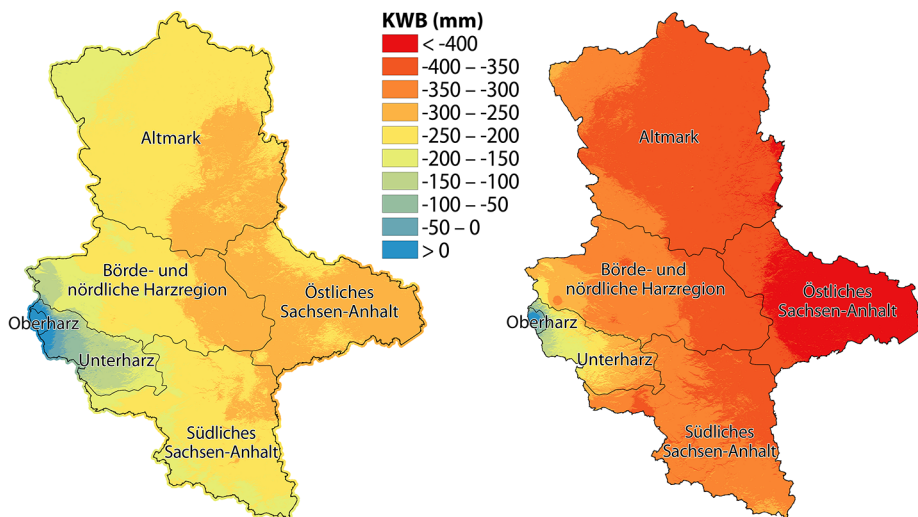 KWB (mm)
< -400
-400 – -350
-350 – -300
-300 – -250
-250 – -200
-200 – -150
-150 – -100
-100 – -50
-50 – 0
> 0
Altmark
Börde- und
nördliche Harzregion
Östliches
Sachsen-Anhalt
Oberharz
Unterharz
Südliches
Sachsen-Anhalt
Altmark
Börde- und
nördliche Harzregion
Östliches
Sachsen-Anhalt
Oberharz
Unterharz
Südliches
Sachsen-Anhalt